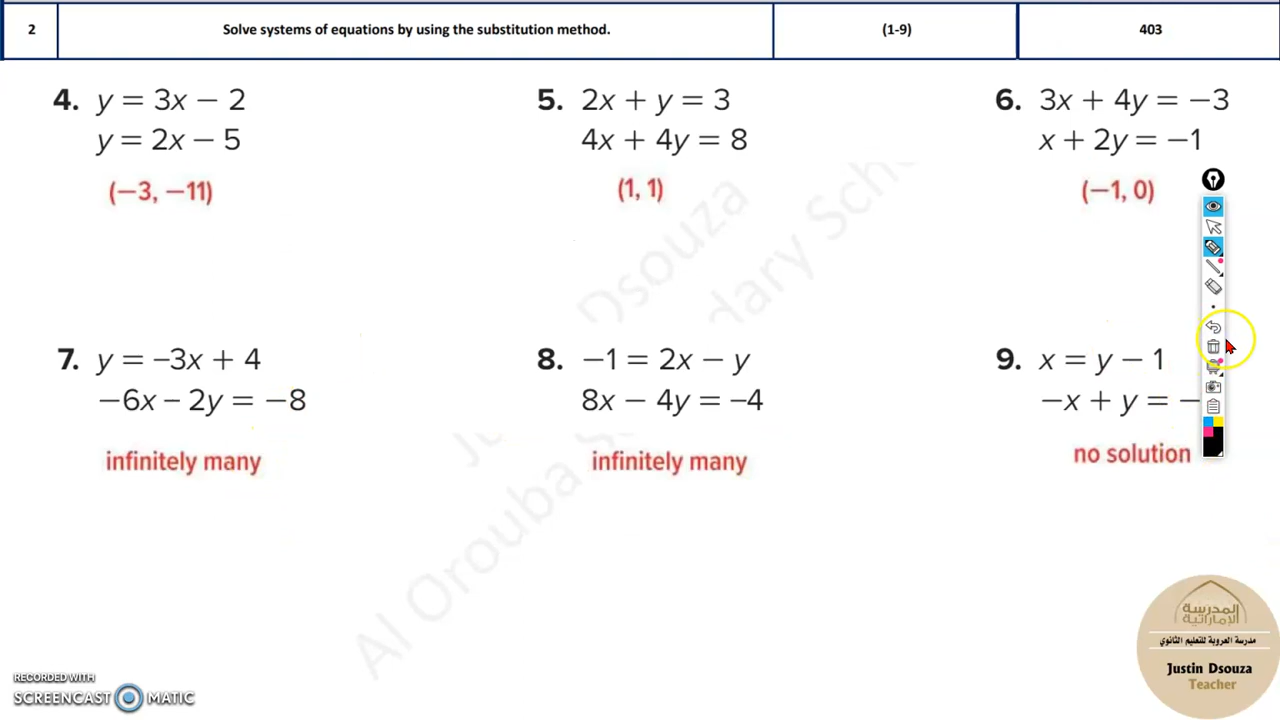 2 Solve systems of equations by using the substitution method. (1-9) 403
4. y = 3x − 2
y = 2x − 5
(−3, −11)
5. 2x + y = 3
4x + 4y = 8
(1, 1)
6. 3x + 4y = −3
x + 2y = −1
(−1, 0)
7. y = −3x + 4
−6x − 2y = −8
infinitely many
8. −1 = 2x − y
8x − 4y = −4
infinitely many
9. x = y − 1
−x + y = −
no solution
Dsouza
Al Orouba
المدرسة
الإماراتية
مدرسة العروبة للتعليم الثانوي
Justin Dsouza
Teacher
RECORDED WITH
SCREENCAST MATIC